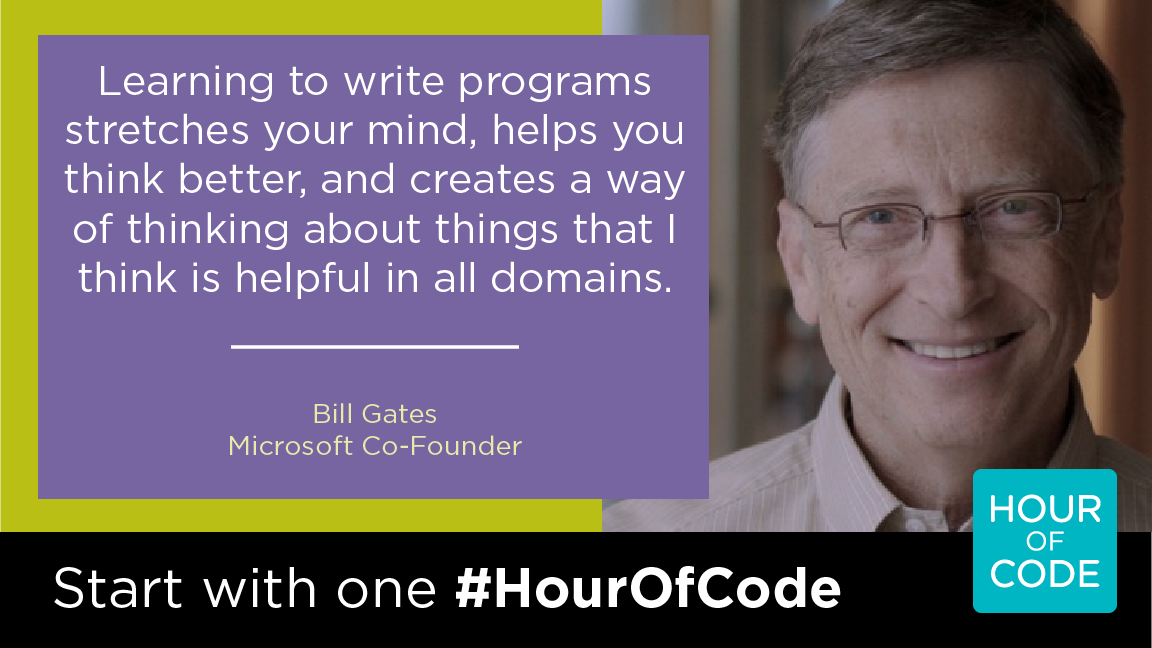 Learning to write programs
stretches your mind, helps you
think better, and creates a way
of thinking about things that I
think is helpful in all domains.
Bill Gates
Microsoft Co-Founder
Start with one #HourOfCode
HOUR
OF
CODE